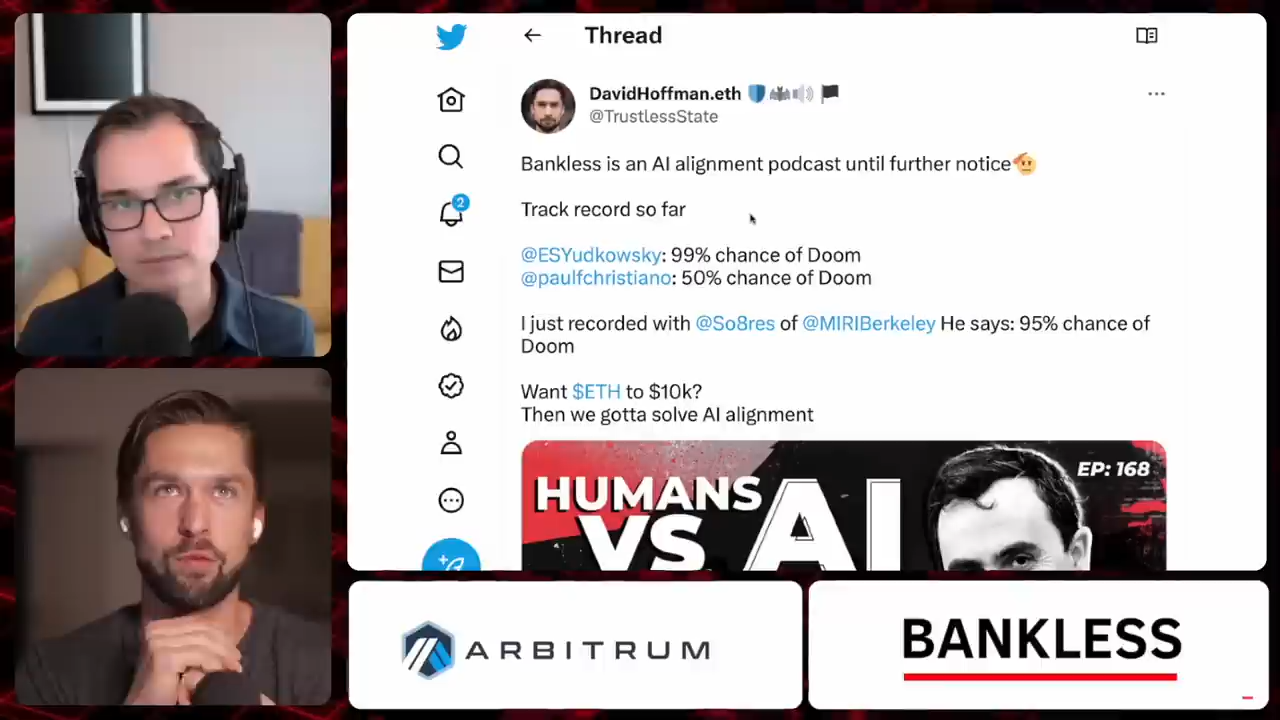 Thread
DavidHoffman.eth
@TrustlessState
Bankless is an AI alignment podcast until further notice🫡
Track record so far
@ESYudkowsky: 99% chance of Doom
@paulfchristiano: 50% chance of Doom
I just recorded with @So8res of @MIRIBerkeley He says: 95% chance of
Doom
Want $ETH to $10k?
Then we gotta solve AI alignment
EP: 168
HUMANS
VS AI
2
ARBITRUM
BANKLESS